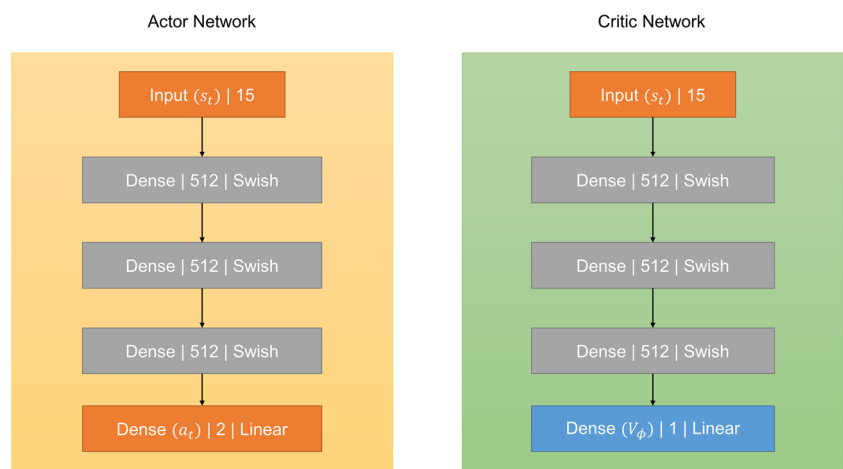 Actor Network
Input (s_t) | 15
Dense | 512 | Swish
Dense | 512 | Swish
Dense | 512 | Swish
Dense (a_t) | 2 | Linear
Critic Network
Input (s_t) | 15
Dense | 512 | Swish
Dense | 512 | Swish
Dense | 512 | Swish
Dense (V_ϕ) | 1 | Linear